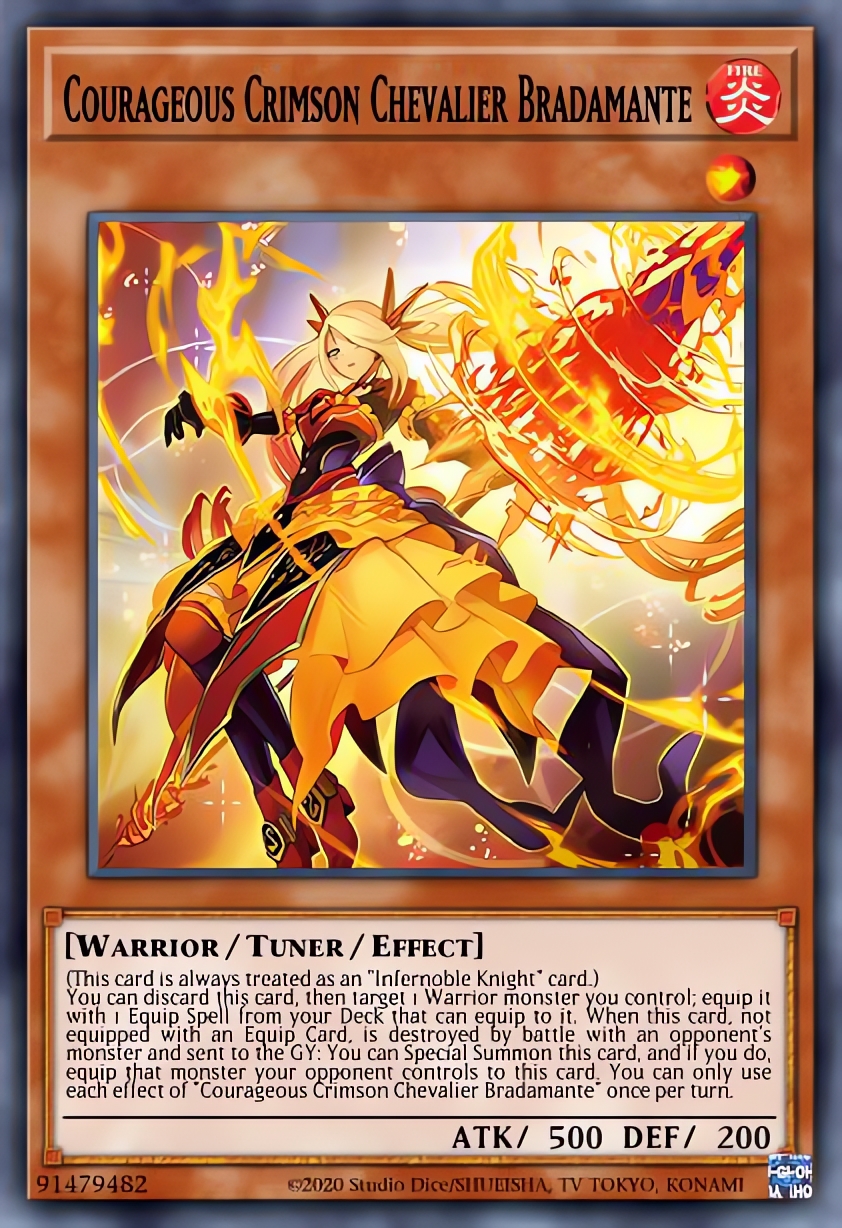 COURAGEOUS CRIMSON CHEVALIER BRADAMANTE
FIRE
炎
[WARRIOR / TUNER / EFFECT]
(This card is always treated as an "Infernoble Knight" card.)
You can discard this card, then target 1 Warrior monster you control; equip it
with 1 Equip Spell from your Deck that can equip to it. When this card, not
equipped with an Equip Card, is destroyed by battle with an opponent's
monster and sent to the GY: You can Special Summon this card, and if you do,
equip that monster your opponent controls to this card. You can only use
each effect of "Courageous Crimson Chevalier Bradamante" once per turn.
ATK/ 500 DEF/ 200
91479482
©2020 Studio Dice/SHUEISHA, TV TOKYO, KONAMI